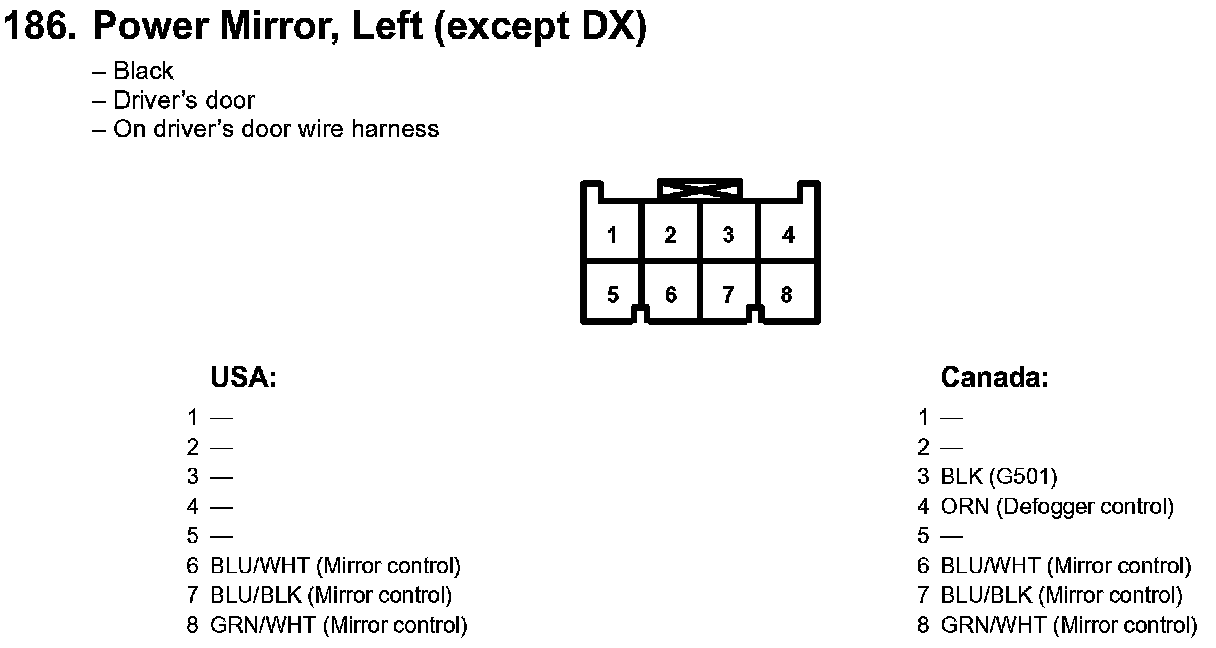 186. Power Mirror, Left (except DX)
– Black
– Driver's door
– On driver's door wire harness
1 2 3 4
5 6 7 8
USA:
1 —
2 —
3 —
4 —
5 —
6 BLU/WHT (Mirror control)
7 BLU/BLK (Mirror control)
8 GRN/WHT (Mirror control)
Canada:
1 —
2 —
3 BLK (G501)
4 ORN (Defogger control)
5 —
6 BLU/WHT (Mirror control)
7 BLU/BLK (Mirror control)
8 GRN/WHT (Mirror control)